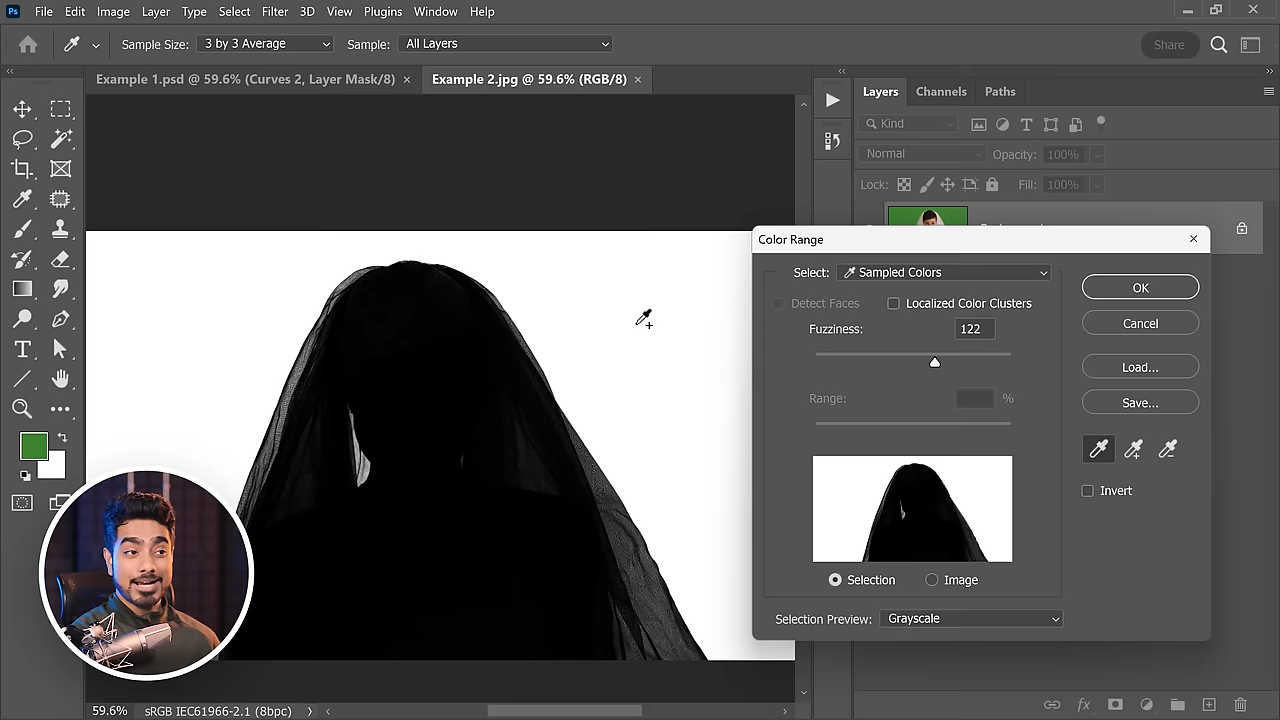 Ps File Edit Image Layer Type Select Filter 3D View Plugins Window Help
Sample Size: 3 by 3 Average Sample: All Layers Share
Example 1.psd @ 59.6% (Curves 2, Layer Mask/8) × Example 2.jpg @ 59.6% (RGB/8) ×
Layers Channels Paths
Kind
Normal Opacity: 100%
Lock: Fill: 100%
Color Range
Select: Sampled Colors
Detect Faces Localized Color Clusters
Fuzziness: 122
Range: %
Selection Image
Selection Preview: Grayscale
OK
Cancel
Load...
Save...
Invert
59.6% sRGB IEC61966-2.1 (8bpc)
fx